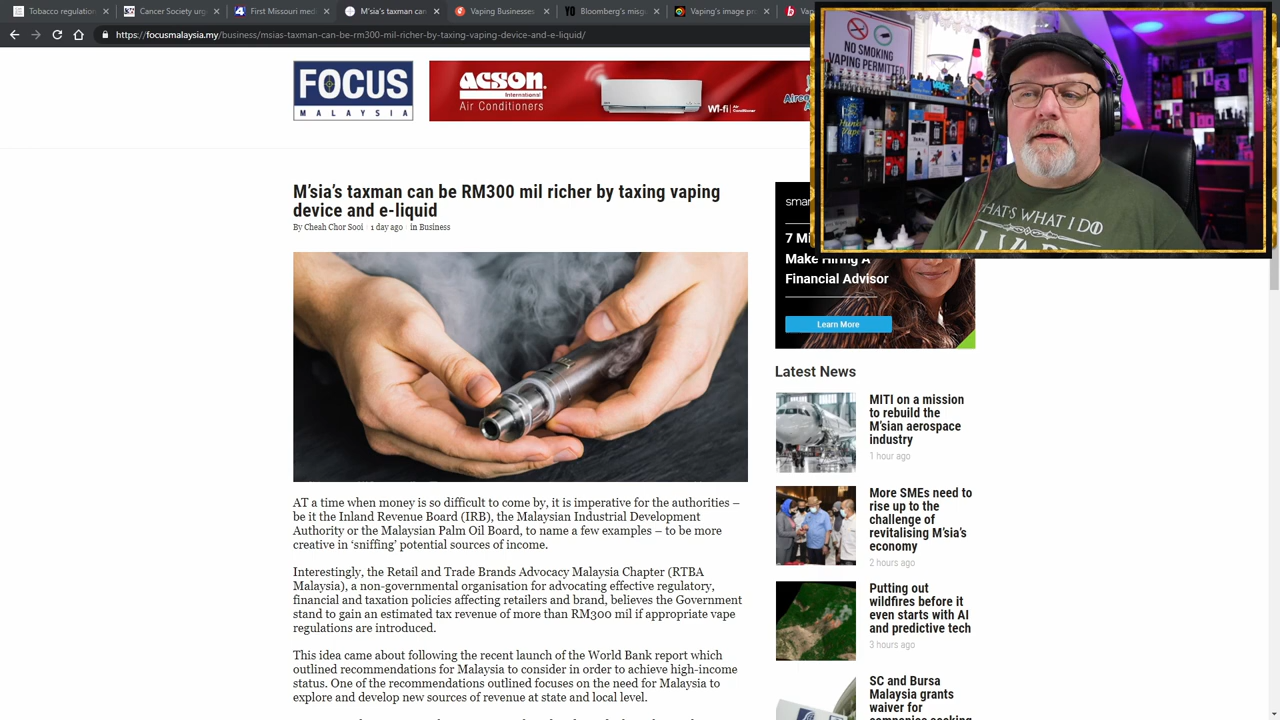 Tobacco regulation
Cancer Society urg
First Missouri med
M'sia's taxman can
Vaping Businesses
Bloomberg's misg
Vaping's image pr
Vap
https://focusmalaysia.my/business/msias-taxman-can-be-rm300-mil-richer-by-taxing-vaping-device-and-e-liquid/
NO SMOKING
VAPING PERMITTED
VAPE
THAT'S WHAT I DO
I VAPE
FOCUS
MALAYSIA
ACSON
International
Air Conditioners
Wi-fi
M'sia's taxman can be RM300 mil richer by taxing vaping
device and e-liquid
By Cheah Chor Sooi 1 day ago in Business
smar
7 Mi
Make Hiring A
Financial Advisor
Learn More
AT a time when money is so difficult to come by, it is imperative for the authorities –
be it the Inland Revenue Board (IRB), the Malaysian Industrial Development
Authority or the Malaysian Palm Oil Board, to name a few examples – to be more
creative in ‘sniffing’ potential sources of income.
Interestingly, the Retail and Trade Brands Advocacy Malaysia Chapter (RTBA
Malaysia), a non-governmental organisation for advocating effective regulatory,
financial and taxation policies affecting retailers and brand, believes the Government
stand to gain an estimated tax revenue of more than RM300 mil if appropriate vape
regulations are introduced.
This idea came about following the recent launch of the World Bank report which
outlined recommendations for Malaysia to consider in order to achieve high-income
status. One of the recommendations outlined focuses on the need for Malaysia to
explore and develop new sources of revenue at state and local level.
Latest News
MITI on a mission
to rebuild the
M'sian aerospace
industry
1 hour ago
More SMEs need to
rise up to the
challenge of
revitalising M'sia's
economy
2 hours ago
Putting out
wildfires before it
even starts with AI
and predictive tech
3 hours ago
SC and Bursa
Malaysia grants
waiver for
companies seeking